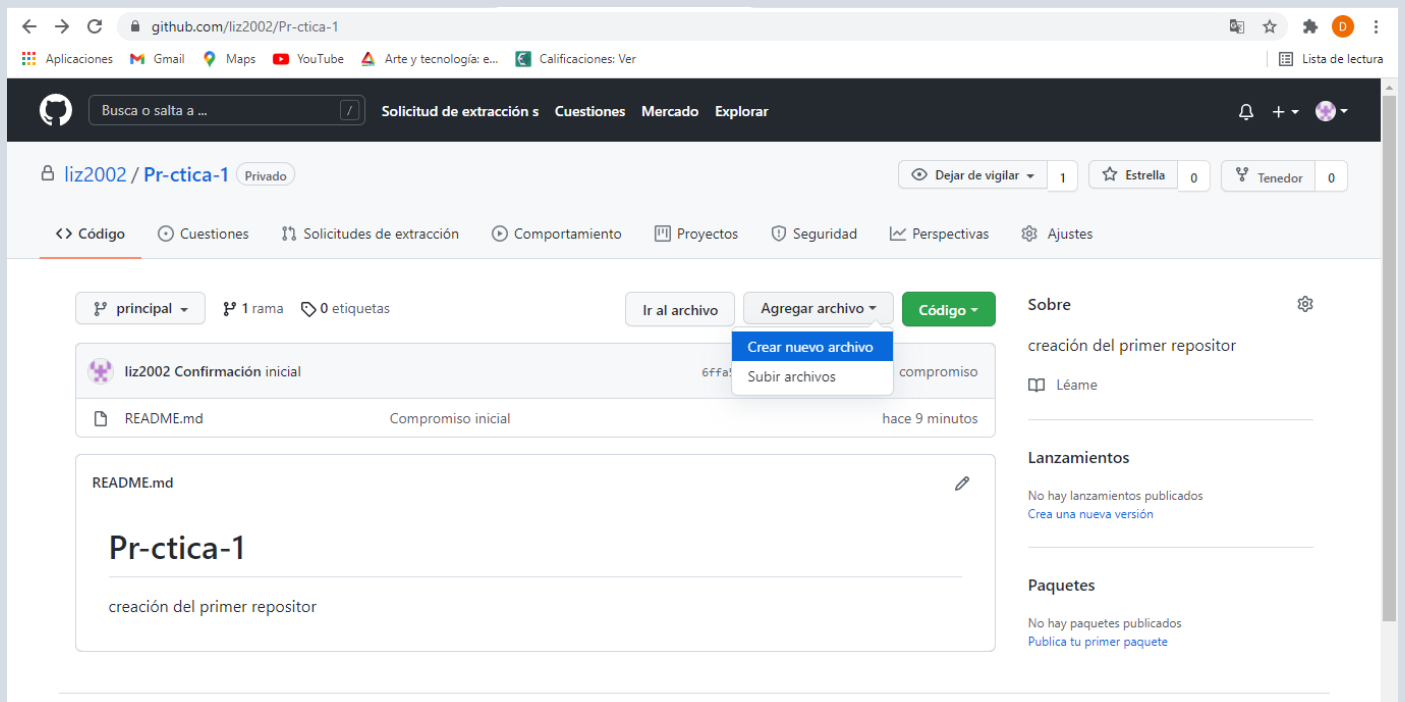 github.com/liz2002/Pr-ctica-1
D
Aplicaciones Gmail Maps YouTube Arte y tecnología: e... Calificaciones: Ver Lista de lectura
Busca o salta a ... / Solicitud de extracción s Cuestiones Mercado Explorar
liz2002 / Pr-ctica-1 Privado Dejar de vigilar 1 Estrella 0 Tenedor 0
<> Código Cuestiones Solicitudes de extracción Comportamiento Proyectos Seguridad Perspectivas Ajustes
principal 1 rama 0 etiquetas Ir al archivo Agregar archivo Código
Crear nuevo archivo
Subir archivos
liz2002 Confirmación inicial 6ffa5 compromiso
README.md Compromiso inicial hace 9 minutos
README.md
Pr-ctica-1
creación del primer repositor
Sobre
creación del primer repositor
Léame
Lanzamientos
No hay lanzamientos publicados
Crea una nueva versión
Paquetes
No hay paquetes publicados
Publica tu primer paquete